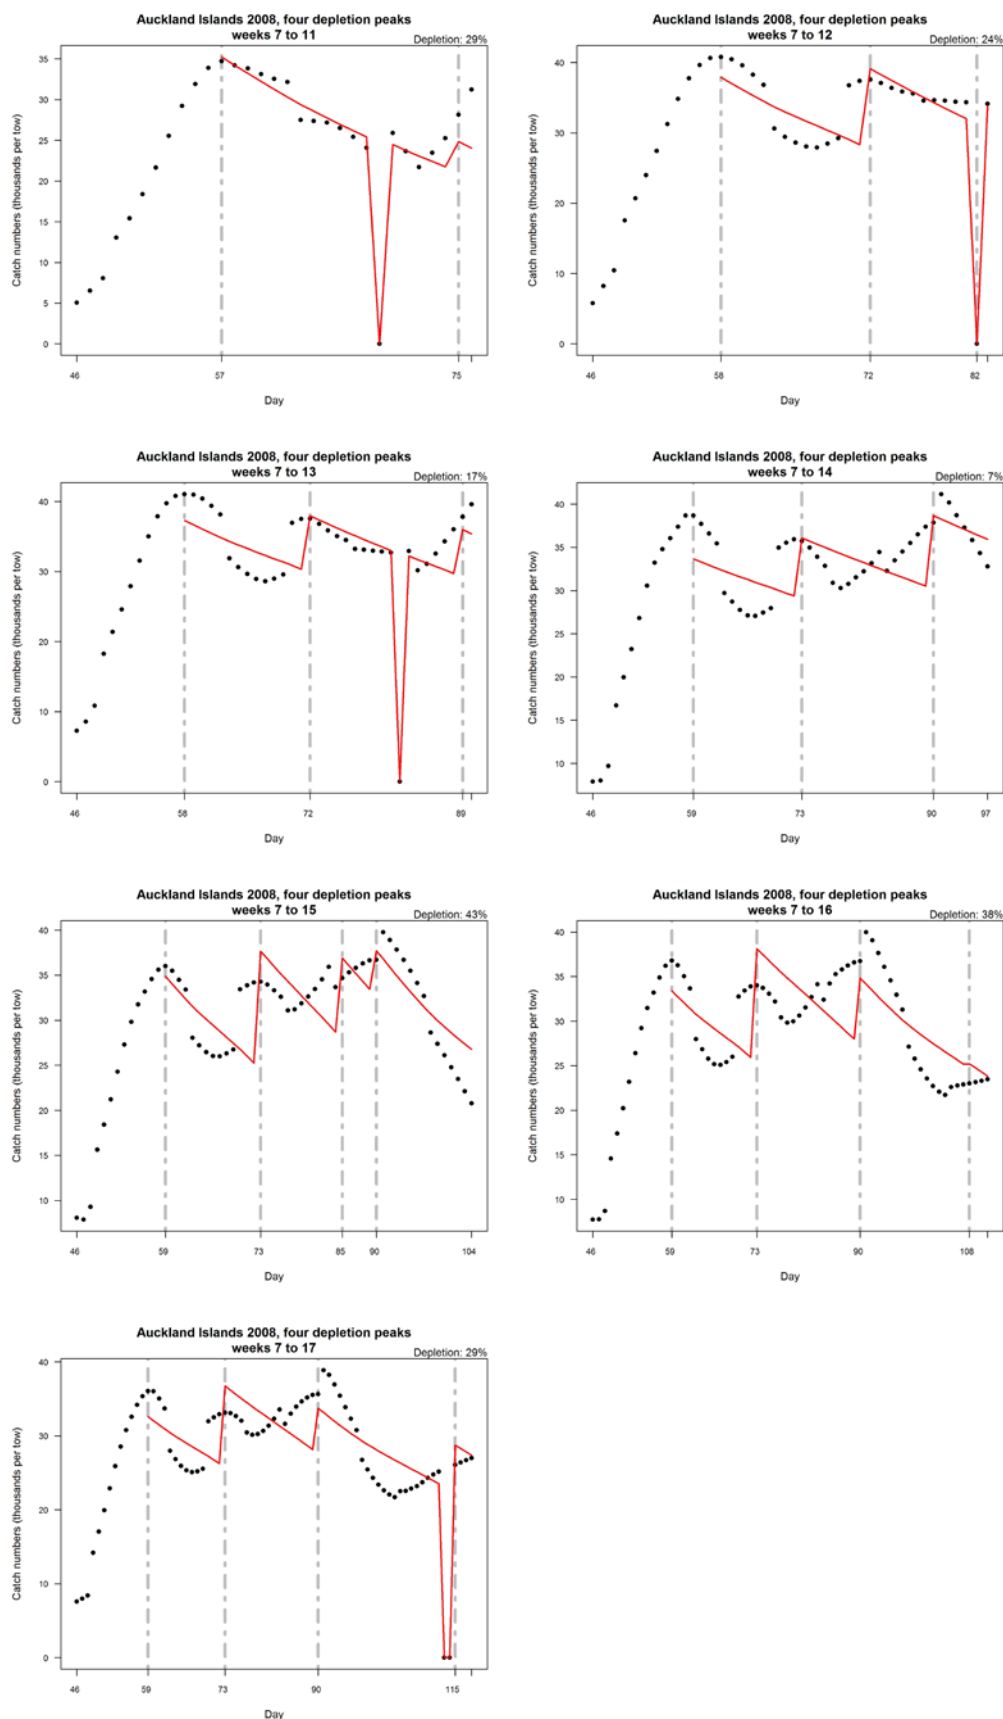 Auckland Islands 2008, four depletion peaks
weeks 7 to 11
Depletion: 29%
Catch numbers (thousands per tow)
35
30
25
20
15
10
5
0
46
57
75
Day
Auckland Islands 2008, four depletion peaks
weeks 7 to 12
Depletion: 24%
Catch numbers (thousands per tow)
40
30
20
10
0
46
58
72
82
Day
Auckland Islands 2008, four depletion peaks
weeks 7 to 13
Depletion: 17%
Catch numbers (thousands per tow)
40
30
20
10
0
46
58
72
89
Day
Auckland Islands 2008, four depletion peaks
weeks 7 to 14
Depletion: 7%
Catch numbers (thousands per tow)
40
35
30
25
20
15
10
46
59
73
90
97
Day
Auckland Islands 2008, four depletion peaks
weeks 7 to 15
Depletion: 43%
Catch numbers (thousands per tow)
40
35
30
25
20
15
10
46
59
73
85
90
104
Day
Auckland Islands 2008, four depletion peaks
weeks 7 to 16
Depletion: 38%
Catch numbers (thousands per tow)
40
35
30
25
20
15
10
46
59
73
90
108
Day
Auckland Islands 2008, four depletion peaks
weeks 7 to 17
Depletion: 29%
Catch numbers (thousands per tow)
40
30
20
10
0
46
59
73
90
115
Day